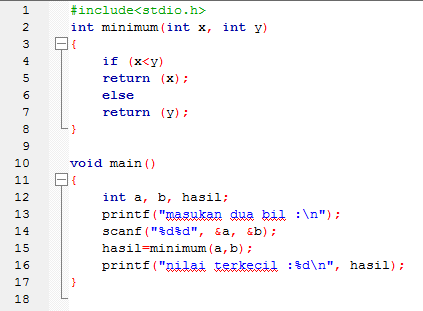 1 #include<stdio.h>
2 int minimum(int x, int y)
3 {
4 if (x<y)
5 return (x);
6 else
7 return (y);
8 }
9
10 void main()
11 {
12 int a, b, hasil;
13 printf("masukan dua bil :\n");
14 scanf("%d%d", &a, &b);
15 hasil=minimum(a,b);
16 printf("nilai terkecil :%d\n", hasil);
17 }
18